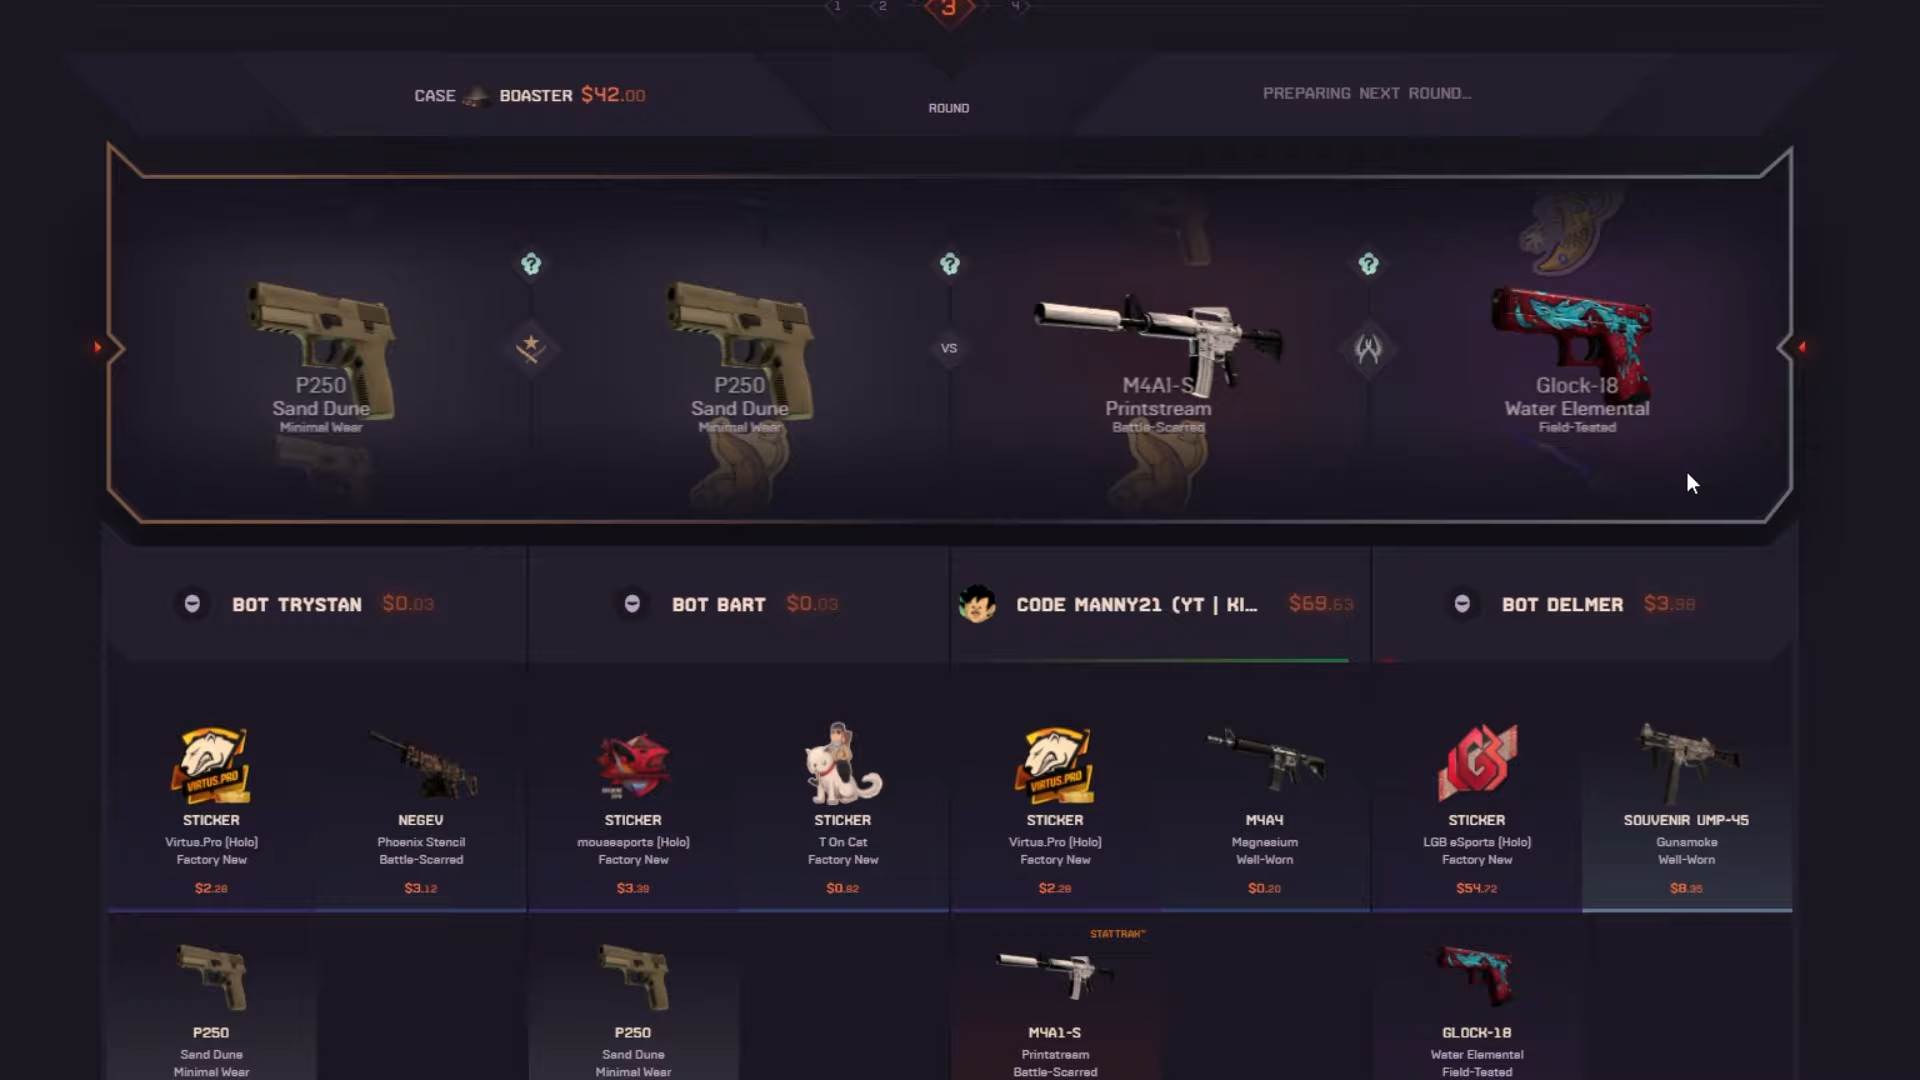 1 2 3 4
CASE BOASTER $42.00
ROUND
PREPARING NEXT ROUND...
P250
Sand Dune
Minimal Wear
P250
Sand Dune
Minimal Wear
VS
M4A1-S
Printstream
Battle-Scarred
Glock-18
Water Elemental
Field-Tested
BOT TRYSTAN $0.03
BOT BART $0.03
CODE MANNY21 (YT | KI... $69.63
BOT DELMER $3.98
STICKER
Virtus.Pro (Holo)
Factory New
$2.28
NEGEV
Phoenix Stencil
Battle-Scarred
$3.12
STICKER
mousesports (Holo)
Factory New
$3.39
STICKER
T On Cat
Factory New
$0.82
STICKER
Virtus.Pro (Holo)
Factory New
$2.28
M4A4
Magnesium
Well-Worn
$0.20
STICKER
LGB eSports (Holo)
Factory New
$54.72
SOUVENIR UMP-45
Gunsmoke
Well-Worn
$8.35
P250
Sand Dune
Minimal Wear
P250
Sand Dune
Minimal Wear
STATTRAK™
M4A1-S
Printstream
Battle-Scarred
GLOCK-18
Water Elemental
Field-Tested